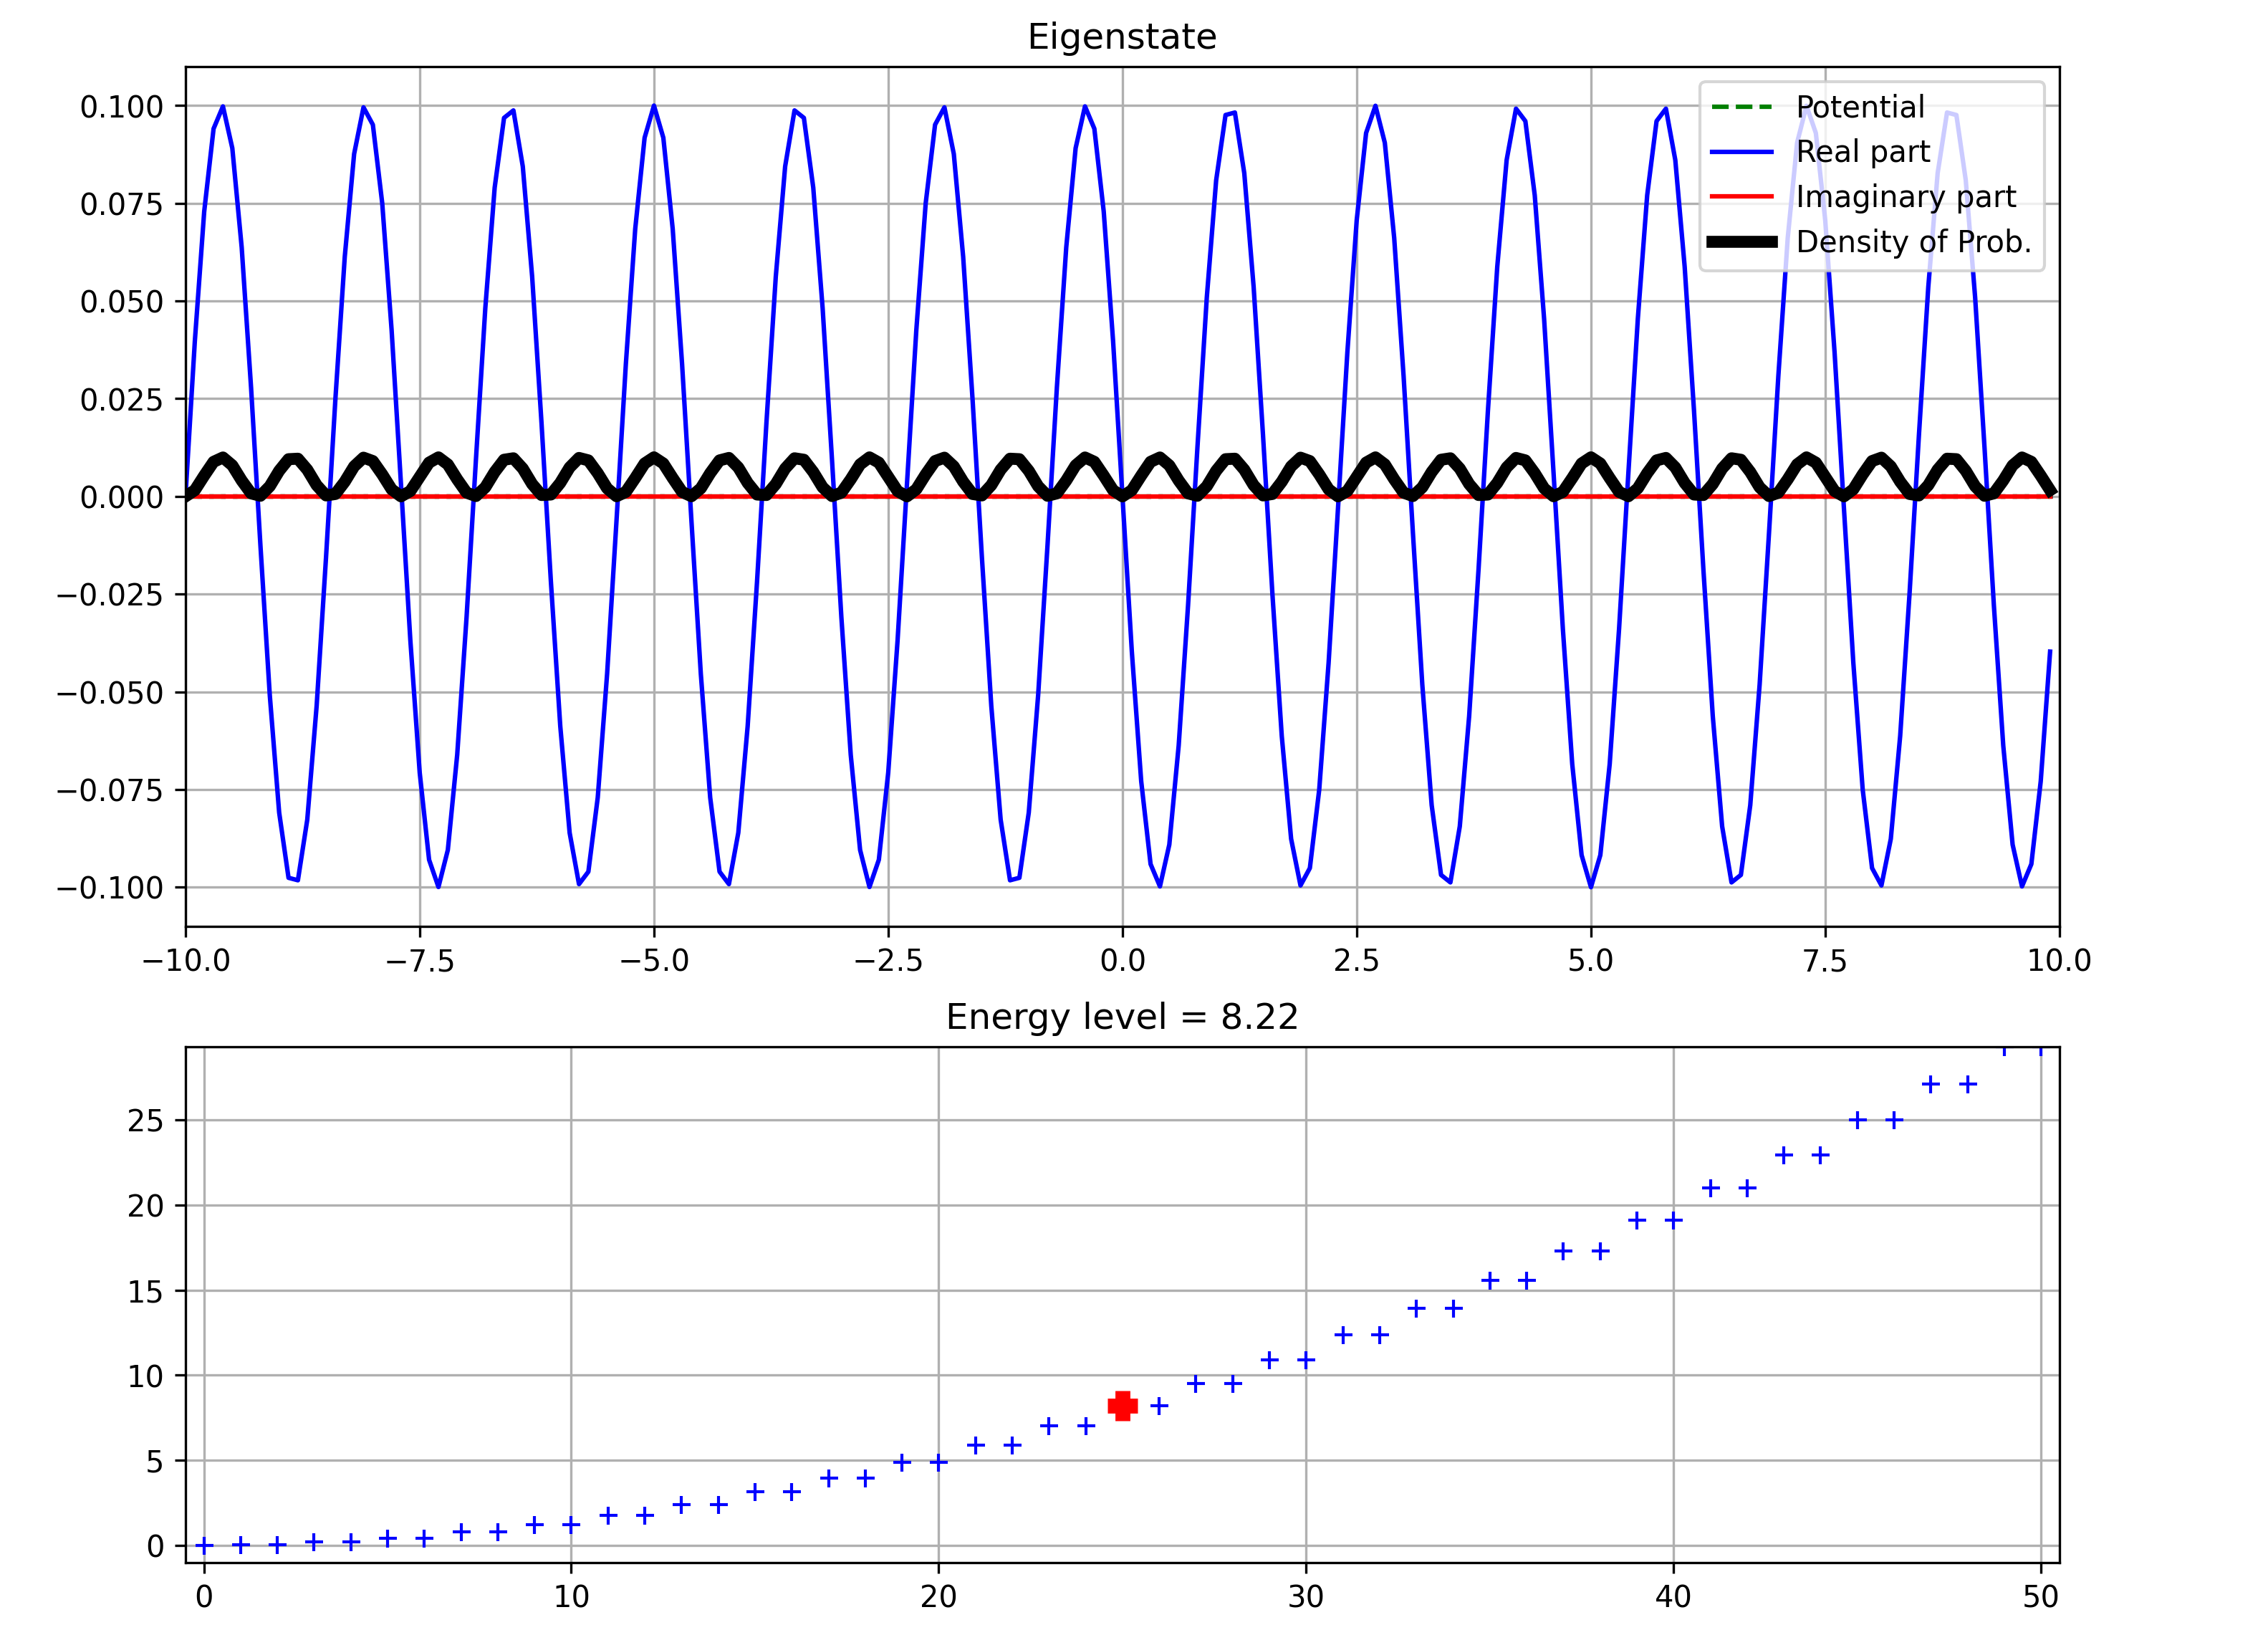 Eigenstate
0.100
0.075
0.050
0.025
0.000
−0.025
−0.050
−0.075
−0.100
Potential
Real part
Imaginary part
Density of Prob.
−10.0 −7.5 −5.0 −2.5 0.0 2.5 5.0 7.5 10.0
Energy level = 8.22
25
20
15
10
5
0
0 10 20 30 40 50